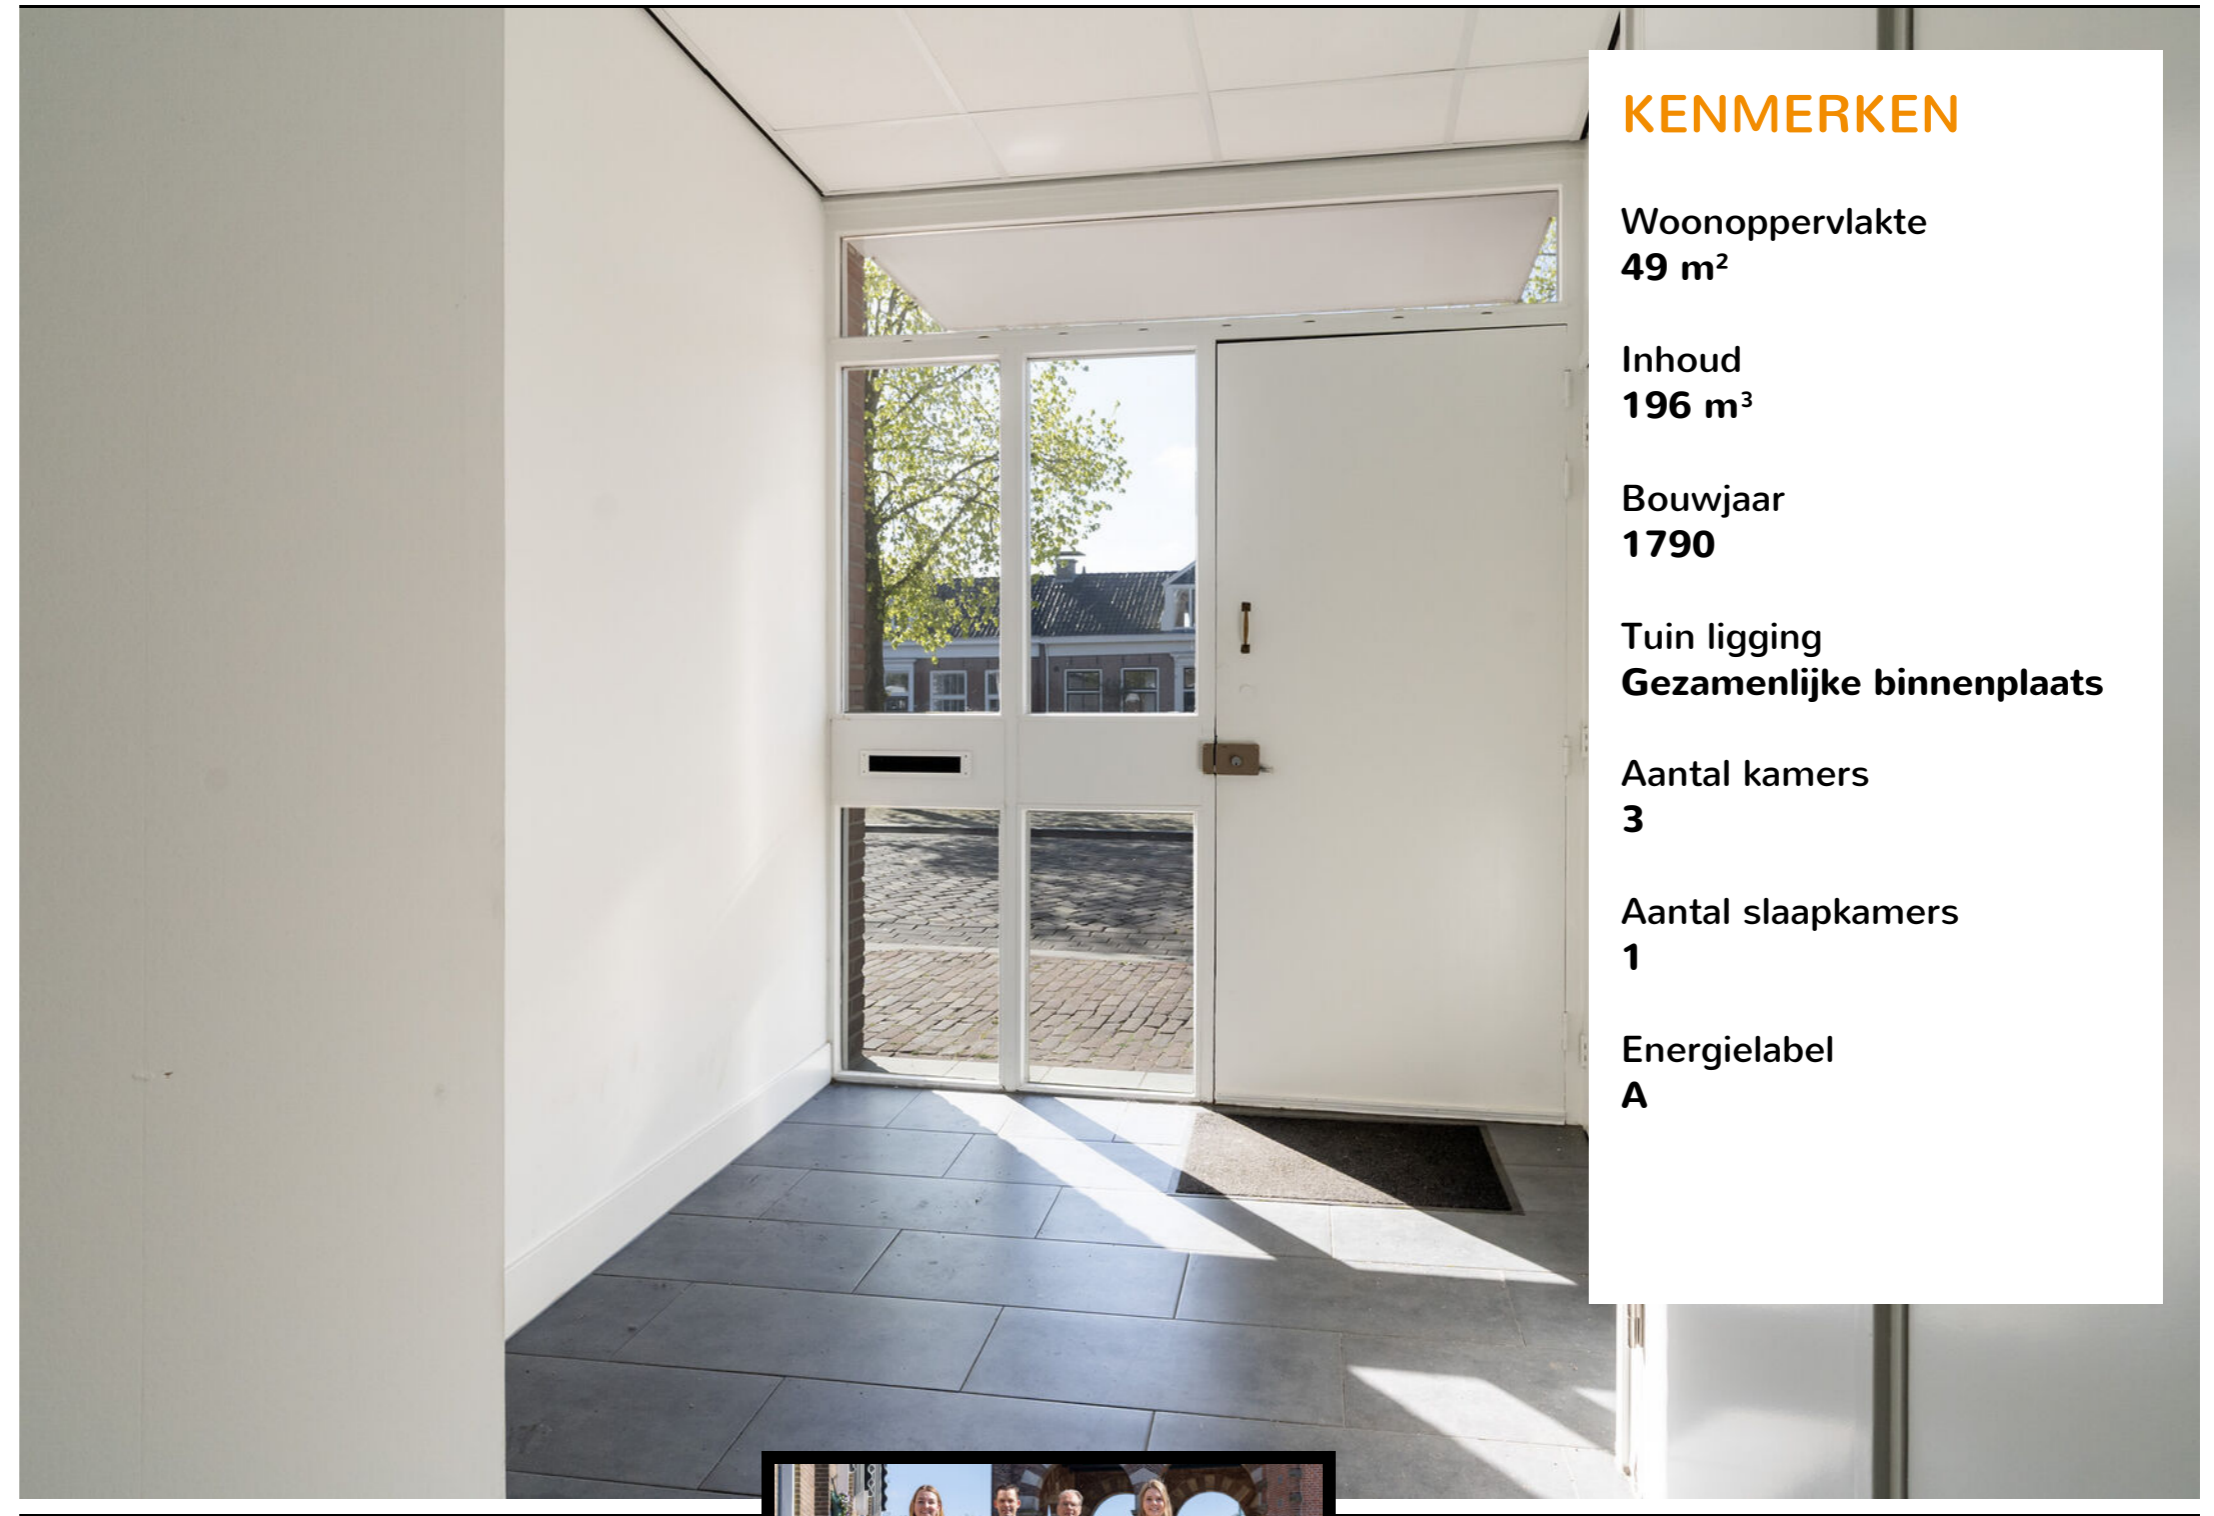 KENMERKEN
Woonoppervlakte
49 m²
Inhoud
196 m³
Bouwjaar
1790
Tuin ligging
Gezamenlijke binnenplaats
Aantal kamers
3
Aantal slaapkamers
1
Energielabel
A